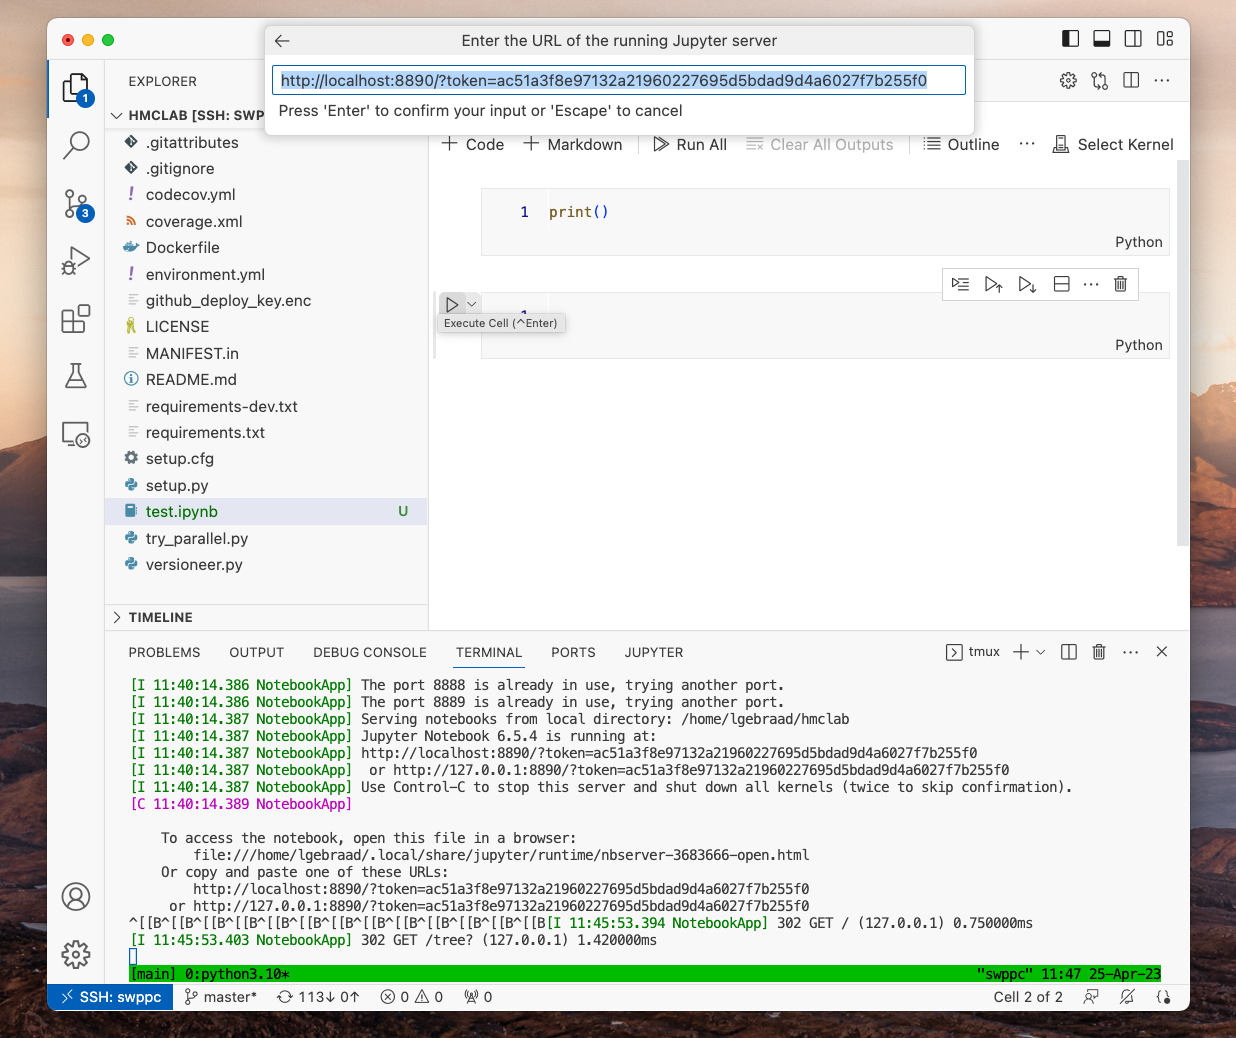 Enter the URL of the running Jupyter server
http://localhost:8890/?token=ac51a3f8e97132a21960227695d5bdad9d4a6027f7b255f0
Press 'Enter' to confirm your input or 'Escape' to cancel
1
3
EXPLORER
HMCLAB [SSH: SWP
.gitattributes
.gitignore
codecov.yml
coverage.xml
Dockerfile
environment.yml
github_deploy_key.enc
LICENSE
MANIFEST.in
README.md
requirements-dev.txt
requirements.txt
setup.cfg
setup.py
test.ipynb U
try_parallel.py
versioneer.py
TIMELINE
Code Markdown Run All Clear All Outputs Outline Select Kernel
1 print()
Python
1
Execute Cell (^Enter)
Python
PROBLEMS OUTPUT DEBUG CONSOLE TERMINAL PORTS JUPYTER tmux
[I 11:40:14.386 NotebookApp] The port 8888 is already in use, trying another port.
[I 11:40:14.386 NotebookApp] The port 8889 is already in use, trying another port.
[I 11:40:14.387 NotebookApp] Serving notebooks from local directory: /home/lgebraad/hmclab
[I 11:40:14.387 NotebookApp] Jupyter Notebook 6.5.4 is running at:
[I 11:40:14.387 NotebookApp] http://localhost:8890/?token=ac51a3f8e97132a21960227695d5bdad9d4a6027f7b255f0
[I 11:40:14.387 NotebookApp]  or http://127.0.0.1:8890/?token=ac51a3f8e97132a21960227695d5bdad9d4a6027f7b255f0
[I 11:40:14.387 NotebookApp] Use Control-C to stop this server and shut down all kernels (twice to skip confirmation).
[C 11:40:14.389 NotebookApp]
To access the notebook, open this file in a browser:
file:///home/lgebraad/.local/share/jupyter/runtime/nbserver-3683666-open.html
Or copy and paste one of these URLs:
http://localhost:8890/?token=ac51a3f8e97132a21960227695d5bdad9d4a6027f7b255f0
or http://127.0.0.1:8890/?token=ac51a3f8e97132a21960227695d5bdad9d4a6027f7b255f0
^[[B^[[B^[[B^[[B^[[B^[[B^[[B^[[B^[[B^[[B^[[B^[[B^[[B[I 11:45:53.394 NotebookApp] 302 GET / (127.0.0.1) 0.750000ms
[I 11:45:53.403 NotebookApp] 302 GET /tree? (127.0.0.1) 1.420000ms
[main] 0:python3.10* "swppc" 11:47 25-Apr-23
SSH: swppc master* 113↓ 0↑ 0 0 0 Cell 2 of 2